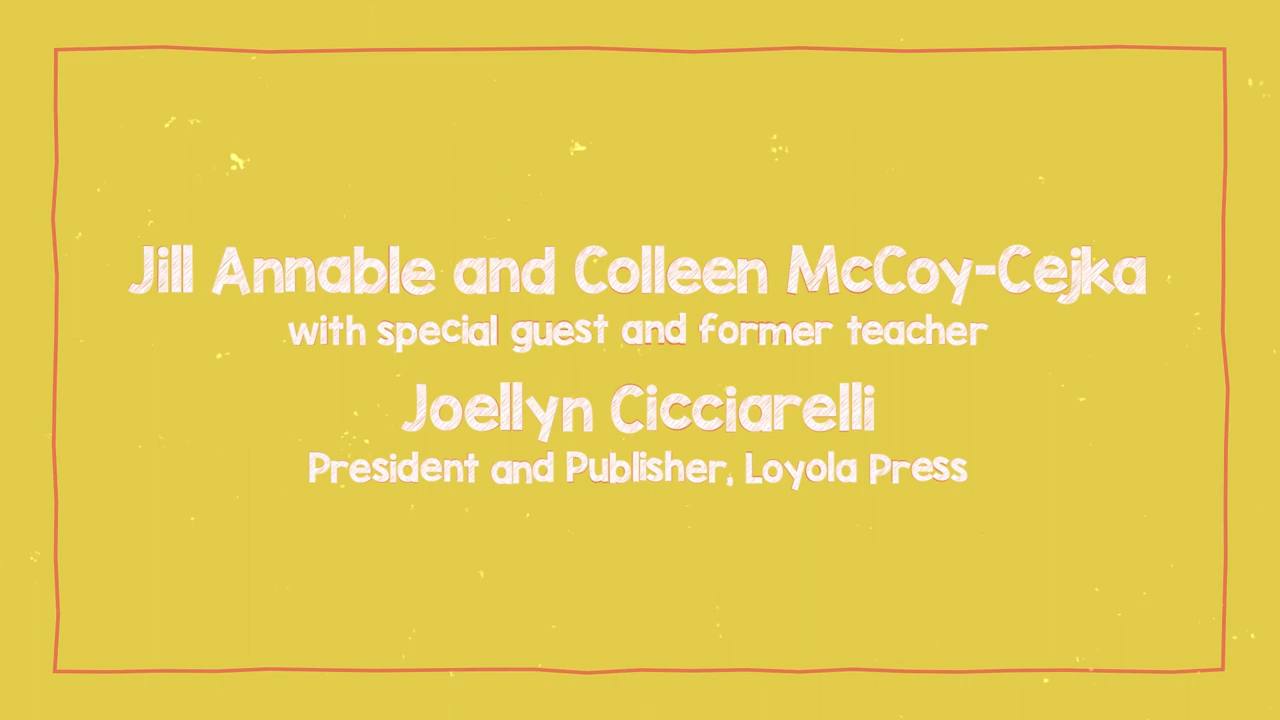 Jill Annable and Colleen McCoy-Cejka
with special guest and former teacher
Joellyn Cicciarelli
President and Publisher, Loyola Press